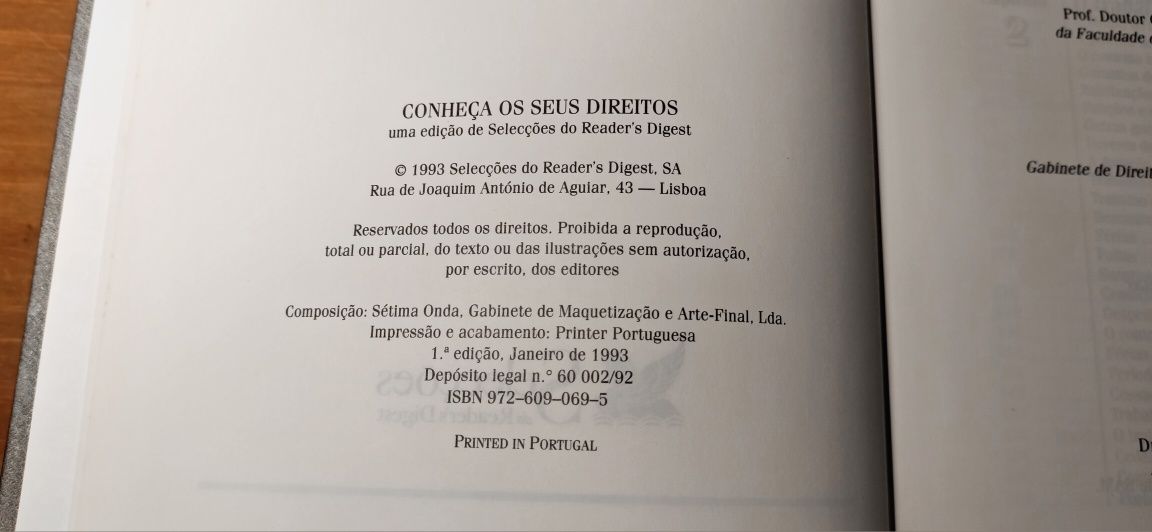 CONHEÇA OS SEUS DIREITOS
uma edição de Selecções do Reader's Digest
© 1993 Selecções do Reader's Digest, SA
Rua de Joaquim António de Aguiar, 43 — Lisboa
Reservados todos os direitos. Proibida a reprodução,
total ou parcial, do texto ou das ilustrações sem autorização,
por escrito, dos editores
Composição: Sétima Onda, Gabinete de Maquetização e Arte-Final, Lda.
Impressão e acabamento: Printer Portuguesa
1.ª edição, Janeiro de 1993
Depósito legal n.° 60 002/92
ISBN 972–609–069–5
PRINTED IN PORTUGAL
Prof. Doutor
da Faculdade
Gabinete de